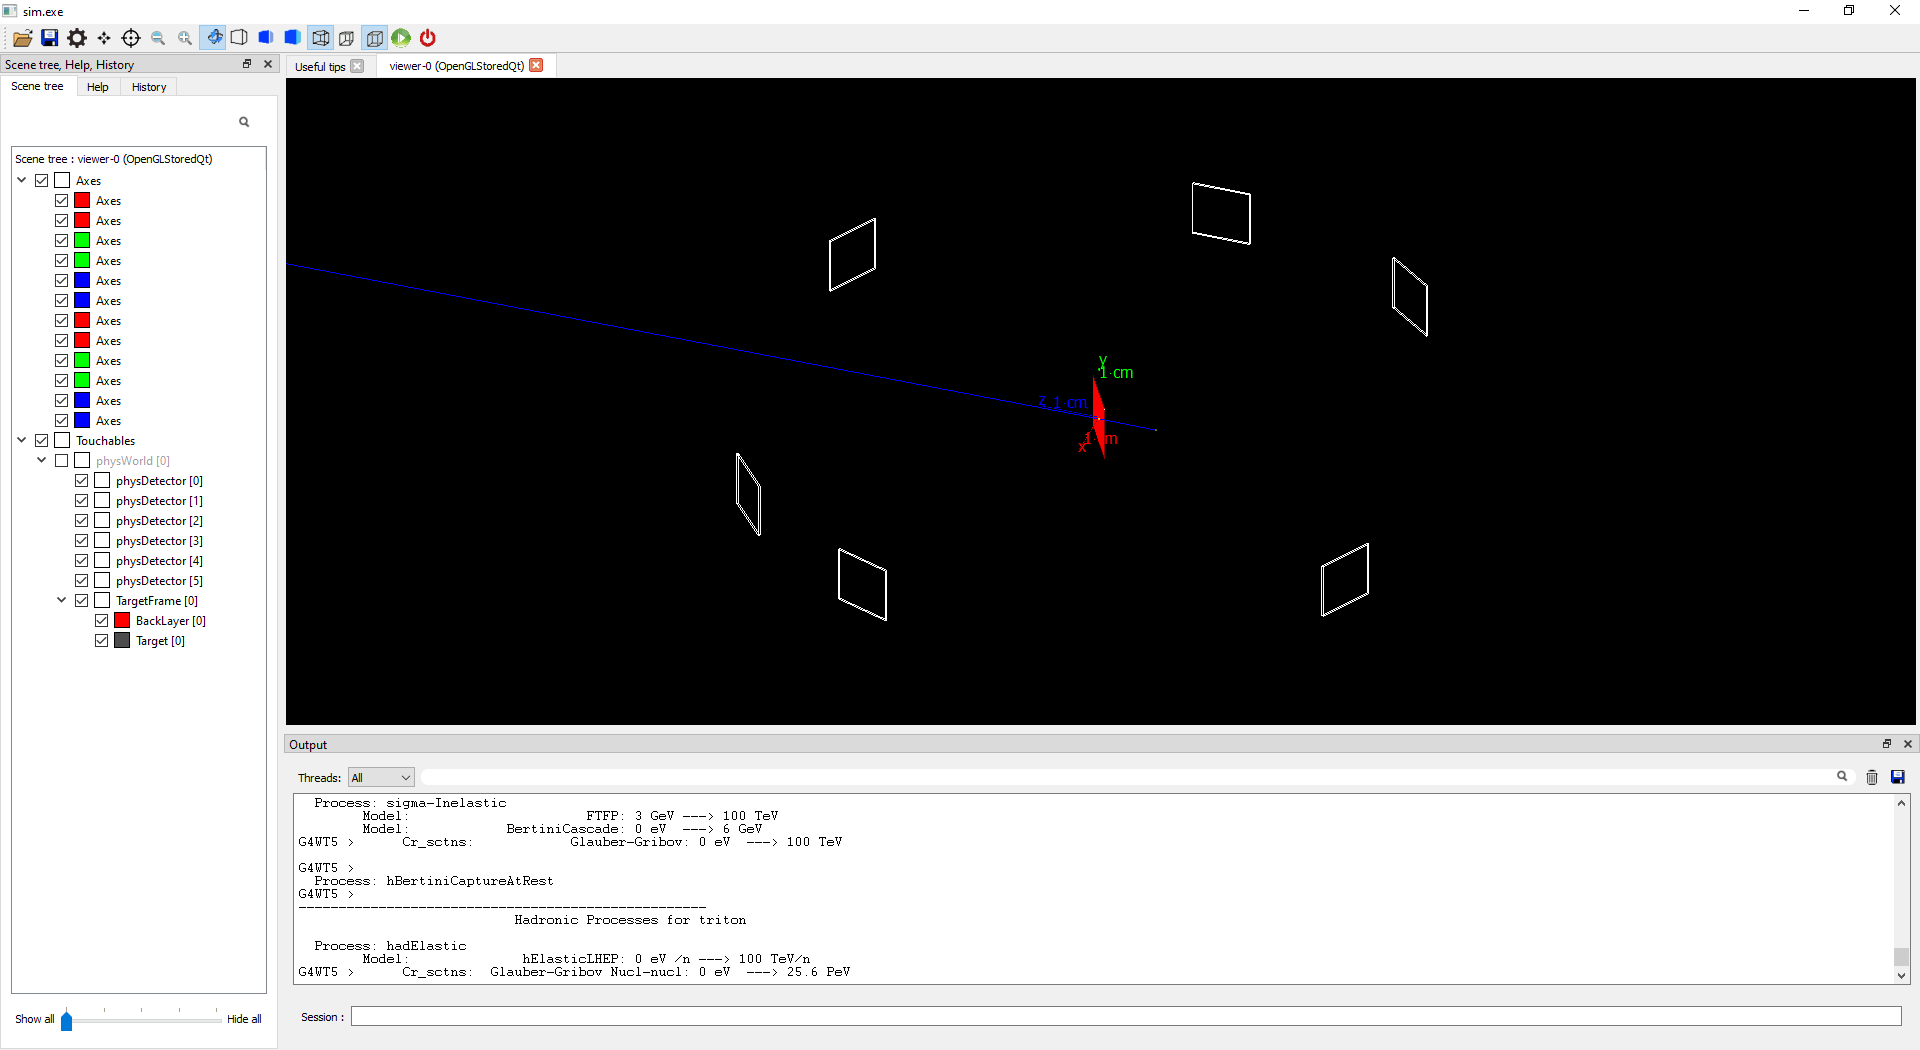 sim.exe
Scene tree, Help, History
Scene tree
Help
History
Scene tree : viewer-0 (OpenGLStoredQt)
Axes
Axes
Axes
Axes
Axes
Axes
Axes
Axes
Axes
Axes
Axes
Axes
Axes
Touchables
physWorld [0]
physDetector [0]
physDetector [1]
physDetector [2]
physDetector [3]
physDetector [4]
physDetector [5]
TargetFrame [0]
BackLayer [0]
Target [0]
Show all
Hide all
Useful tips
viewer-0 (OpenGLStoredQt)
y
1 cm
z 1 cm
x
Output
Threads: All
Process: sigma-Inelastic
Model: FTFP: 3 GeV ---> 100 TeV
Model: BertiniCascade: 0 eV ---> 6 GeV
G4WT5 > Cr_sctns: Glauber-Gribov: 0 eV ---> 100 TeV
G4WT5 >
Process: hBertiniCaptureAtRest
G4WT5 >
---------------------------------------------------
Hadronic Processes for triton
Process: hadElastic
Model: hElasticLHEP: 0 eV /n ---> 100 TeV/n
G4WT5 > Cr_sctns: Glauber-Gribov Nucl-nucl: 0 eV ---> 25.6 PeV
Session :